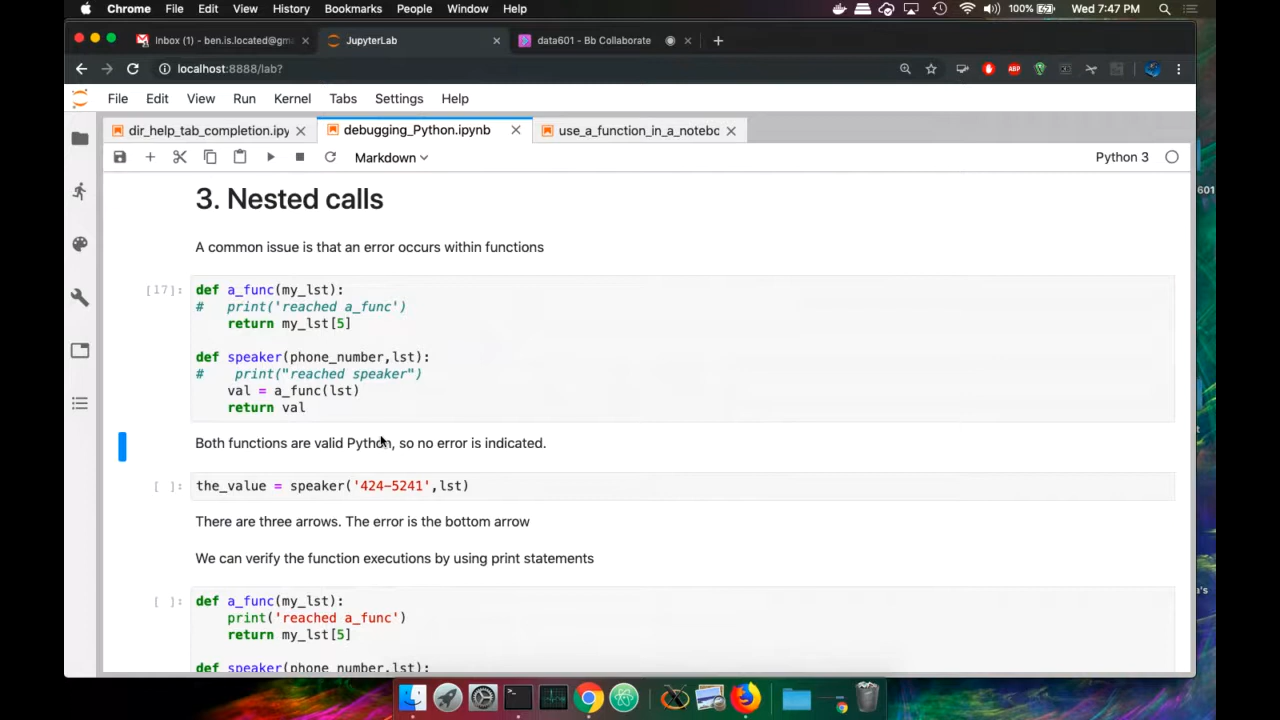 Chrome File Edit View History Bookmarks People Window Help 100% Wed 7:47 PM
Inbox (1) - ben.is.located@gm
JupyterLab
data601 - Bb Collaborate
localhost:8888/lab?
ABP
File Edit View Run Kernel Tabs Settings Help
dir_help_tab_completion.ipy
debugging_Python.ipynb
use_a_function_in_a_notebo
Markdown
Python 3
601
3. Nested calls
A common issue is that an error occurs within functions
[17]: def a_func(my_lst):
#   print('reached a_func')
    return my_lst[5]
def speaker(phone_number,lst):
#    print("reached speaker")
    val = a_func(lst)
    return val
Both functions are valid Python, so no error is indicated.
[ ]: the_value = speaker('424-5241',lst)
There are three arrows. The error is the bottom arrow
We can verify the function executions by using print statements
[ ]: def a_func(my_lst):
    print('reached a_func')
    return my_lst[5]
def speaker(phone_number,lst):